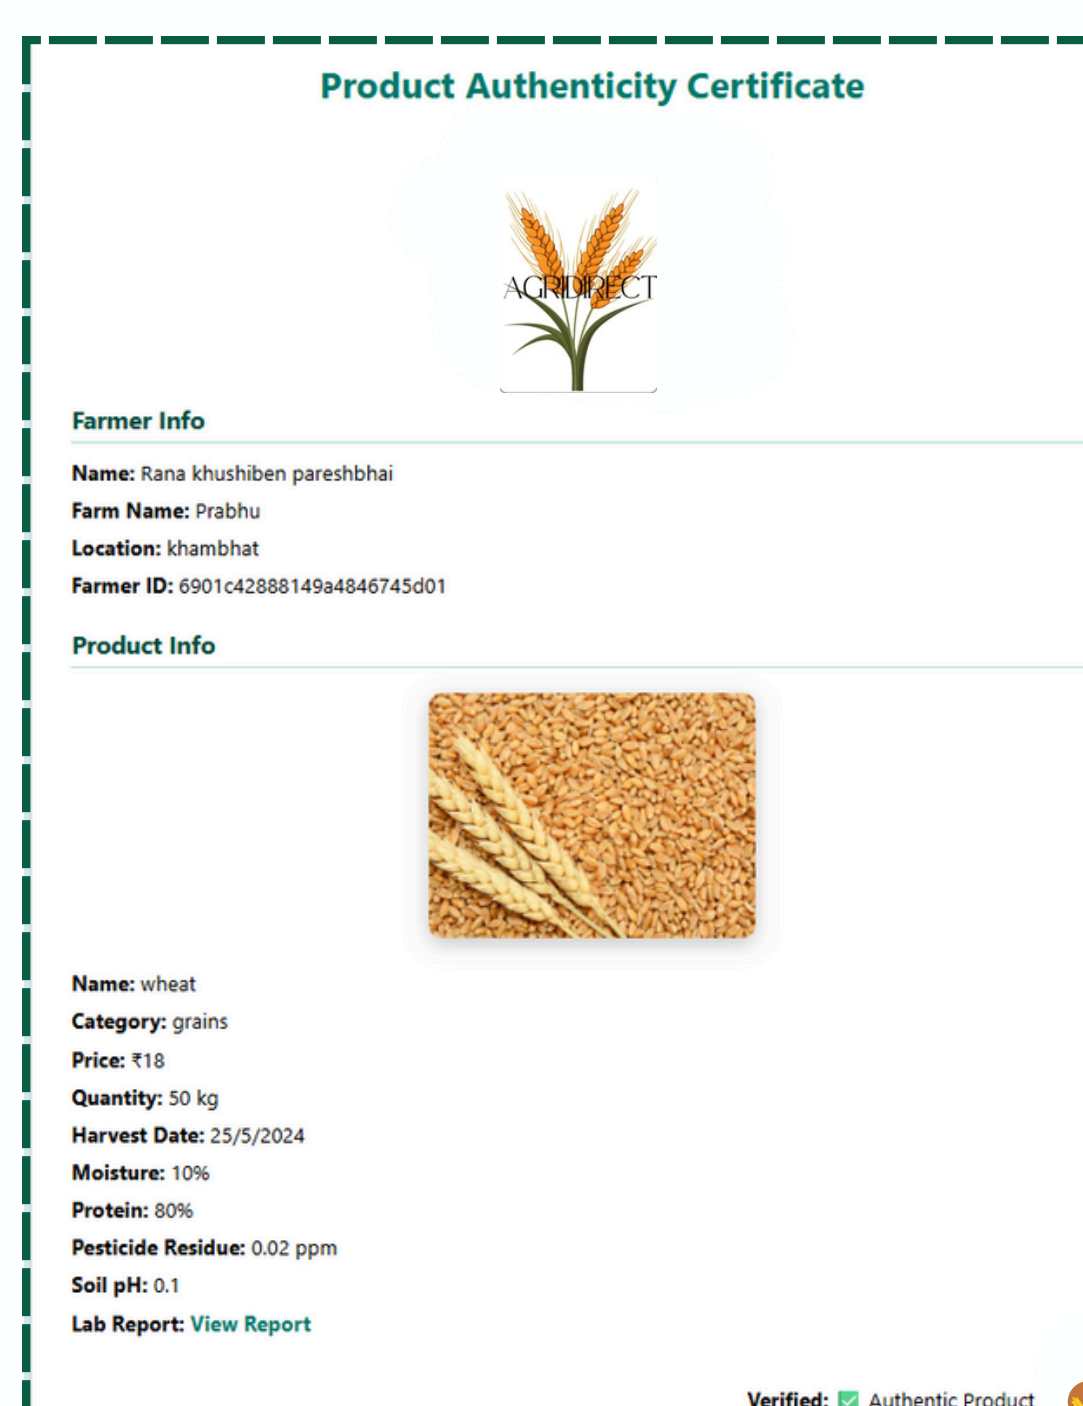 Product Authenticity Certificate
AGRIDIRECT
Farmer Info
Name: Rana khushiben pareshbhai
Farm Name: Prabhu
Location: khambhat
Farmer ID: 6901c42888149a4846745d01
Product Info
Name: wheat
Category: grains
Price: ₹18
Quantity: 50 kg
Harvest Date: 25/5/2024
Moisture: 10%
Protein: 80%
Pesticide Residue: 0.02 ppm
Soil pH: 0.1
Lab Report: View Report
Verified: ✅ Authentic Product